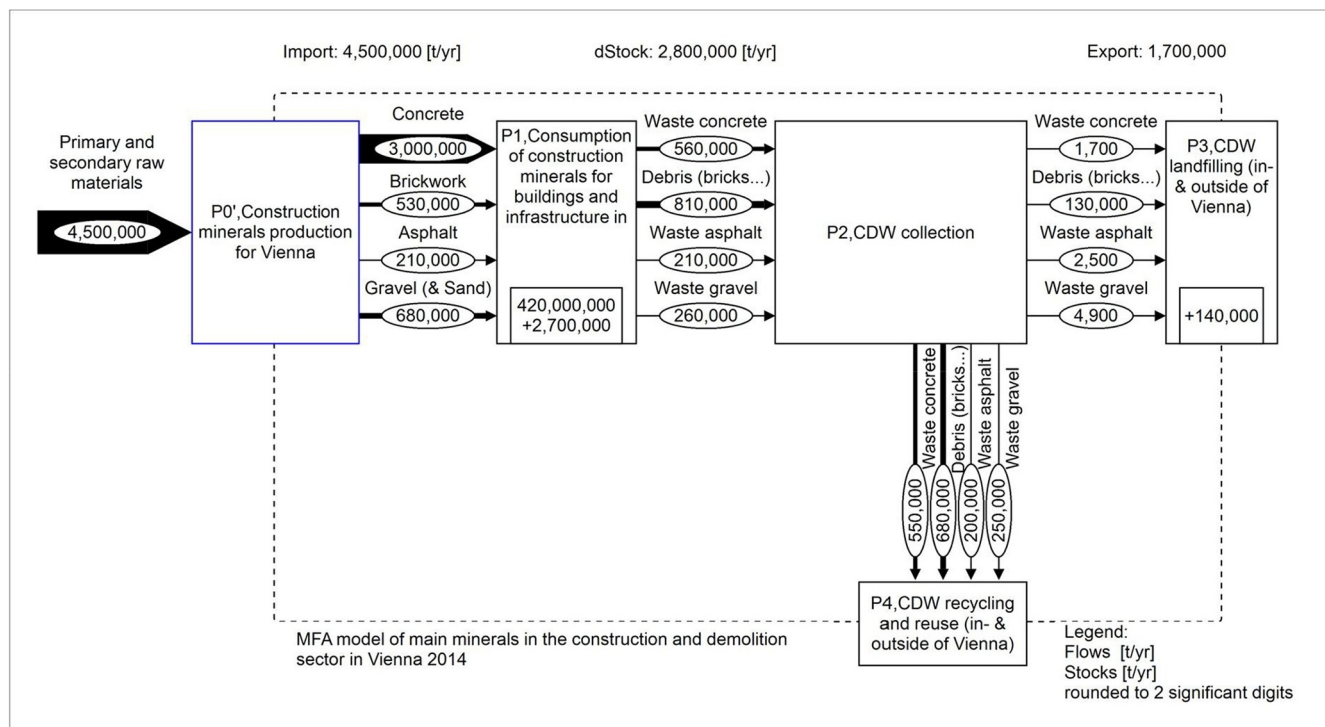 Import: 4,500,000 [t/yr]
dStock: 2,800,000 [t/yr]
Export: 1,700,000
Primary and
secondary raw
materials
4,500,000
P0',Construction
minerals production
for Vienna
Concrete
3,000,000
Brickwork
530,000
Asphalt
210,000
Gravel (& Sand)
680,000
P1,Consumption
of construction
minerals for
buildings and
infrastructure in
420,000,000
+2,700,000
Waste concrete
560,000
Debris (bricks...)
810,000
Waste asphalt
210,000
Waste gravel
260,000
P2,CDW collection
Waste concrete
1,700
Debris (bricks...)
130,000
Waste asphalt
2,500
Waste gravel
4,900
P3,CDW
landfilling (in-
& outside of
Vienna)
+140,000
Waste concrete
550,000
Debris (bricks...)
680,000
Waste asphalt
200,000
Waste gravel
250,000
P4,CDW recycling
and reuse (in- &
outside of Vienna)
MFA model of main minerals in the construction and demolition
sector in Vienna 2014
Legend:
Flows [t/yr]
Stocks [t/yr]
rounded to 2 significant digits